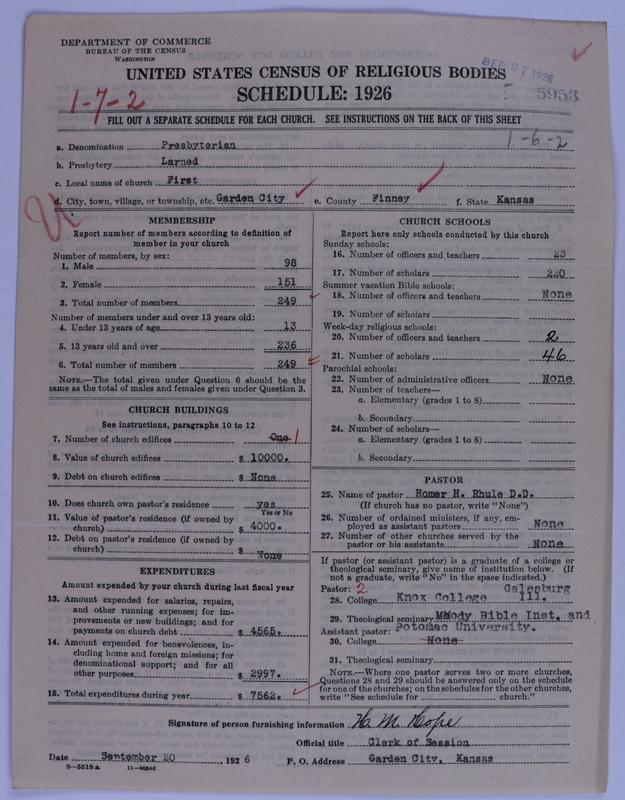 DEPARTMENT OF COMMERCE
BUREAU OF THE CENSUS
WASHINGTON
SEP 27 1926
UNITED STATES CENSUS OF RELIGIOUS BODIES
SCHEDULE: 1926
5953
1-7-2
FILL OUT A SEPARATE SCHEDULE FOR EACH CHURCH. SEE INSTRUCTIONS ON THE BACK OF THIS SHEET
1-6-2
a. Denomination Presbyterian
b. Presbytery Larned
c. Local name of church First
d. City, town, village, or township, etc. Garden City e. County Finney f. State Kansas
MEMBERSHIP
Report number of members according to definition of
member in your church
Number of members, by sex:
1. Male 98
2. Female 151
3. Total number of members 249
Number of members under and over 13 years old:
4. Under 13 years of age 13
5. 13 years old and over 236
6. Total number of members 249
NOTE.—The total given under Question 6 should be the
same as the total of males and females given under Question 3.
CHURCH BUILDINGS
See instructions, paragraphs 10 to 12
7. Number of church edifices One 1
8. Value of church edifices $ 10000.
9. Debt on church edifices $ None
10. Does church own pastor's residence yes
Yes or No
11. Value of pastor's residence (if owned by
church) $ 4000.
12. Debt on pastor's residence (if owned by
church) $ None
EXPENDITURES
Amount expended by your church during last fiscal year
13. Amount expended for salaries, repairs,
and other running expenses; for im-
provements or new buildings; and for
payments on church debt $ 4565.
14. Amount expended for benevolences, in-
cluding home and foreign missions; for
denominational support; and for all
other purposes $ 2997.
15. Total expenditures during year $ 7562.
CHURCH SCHOOLS
Report here only schools conducted by this church
Sunday schools:
16. Number of officers and teachers 23
17. Number of scholars 220
Summer vacation Bible schools:
18. Number of officers and teachers None
19. Number of scholars
Week-day religious schools:
20. Number of officers and teachers 2
21. Number of scholars 46
Parochial schools:
22. Number of administrative officers None
23. Number of teachers—
a. Elementary (grades 1 to 8)
b. Secondary
24. Number of scholars—
a. Elementary (grades 1 to 8)
b. Secondary
PASTOR
25. Name of pastor Homer H. Rhule D.D.
(If church has no pastor, write "None")
26. Number of ordained ministers, if any, em-
ployed as assistant pastors None
27. Number of other churches served by the
pastor or his assistants None
If pastor (or assistant pastor) is a graduate of a college or
theological seminary, give name of institution below. (If
not a graduate, write "No" in the space indicated.)
Pastor: 2 Galesburg
28. College Knox College Ill.
29. Theological seminary Moody Bible Inst. and
Assistant pastor: Potomac University.
30. College None
31. Theological seminary
NOTE.—Where one pastor serves two or more churches,
Questions 28 and 29 should be answered only on the schedule
for one of the churches; on the schedules for the other churches,
write "See schedule for church."
Signature of person furnishing information H. M. Hope
Official title Clerk of Session
Date September 20, 1926 P. O. Address Garden City, Kansas
8-5518a